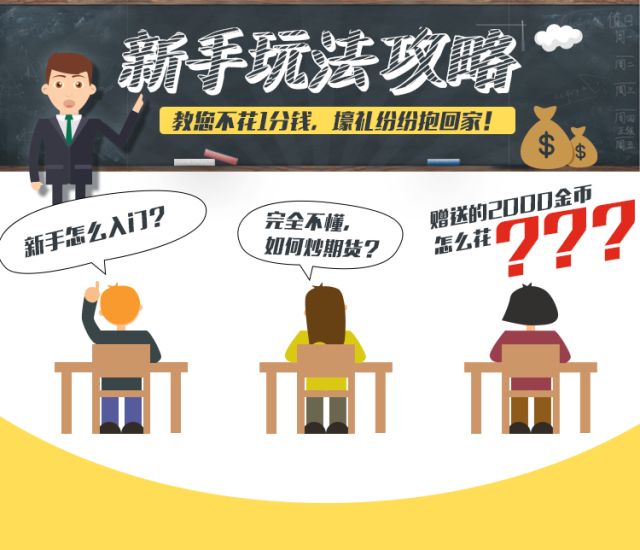 新手玩法攻略
教您不花1分钱，壕礼纷纷抱回家！
新手怎么入门？
完全不懂，
如何炒期货？
赠送的2000金币
怎么花???
$
$